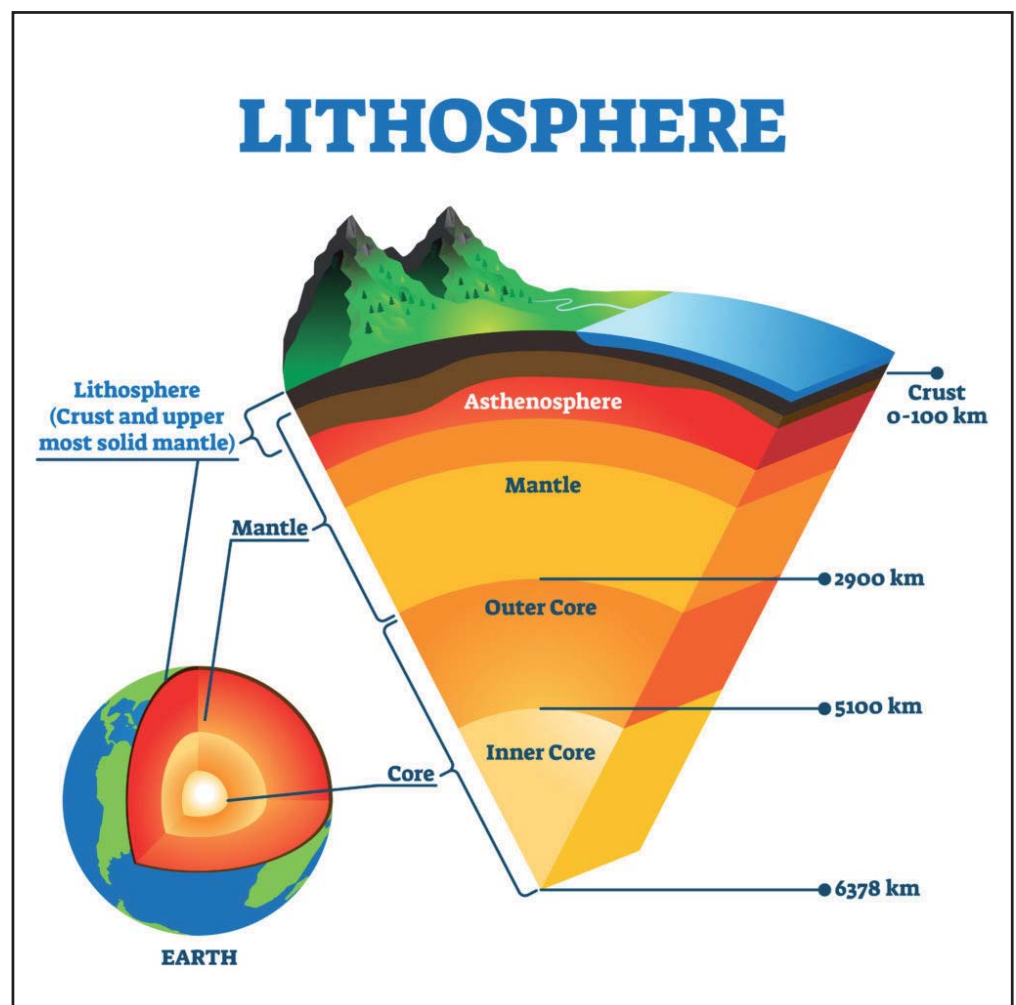 LITHOSPHERE
Lithosphere
(Crust and upper
most solid mantle)
Asthenosphere
Crust
0-100 km
Mantle
Mantle
2900 km
Outer Core
5100 km
Inner Core
Core
6378 km
EARTH